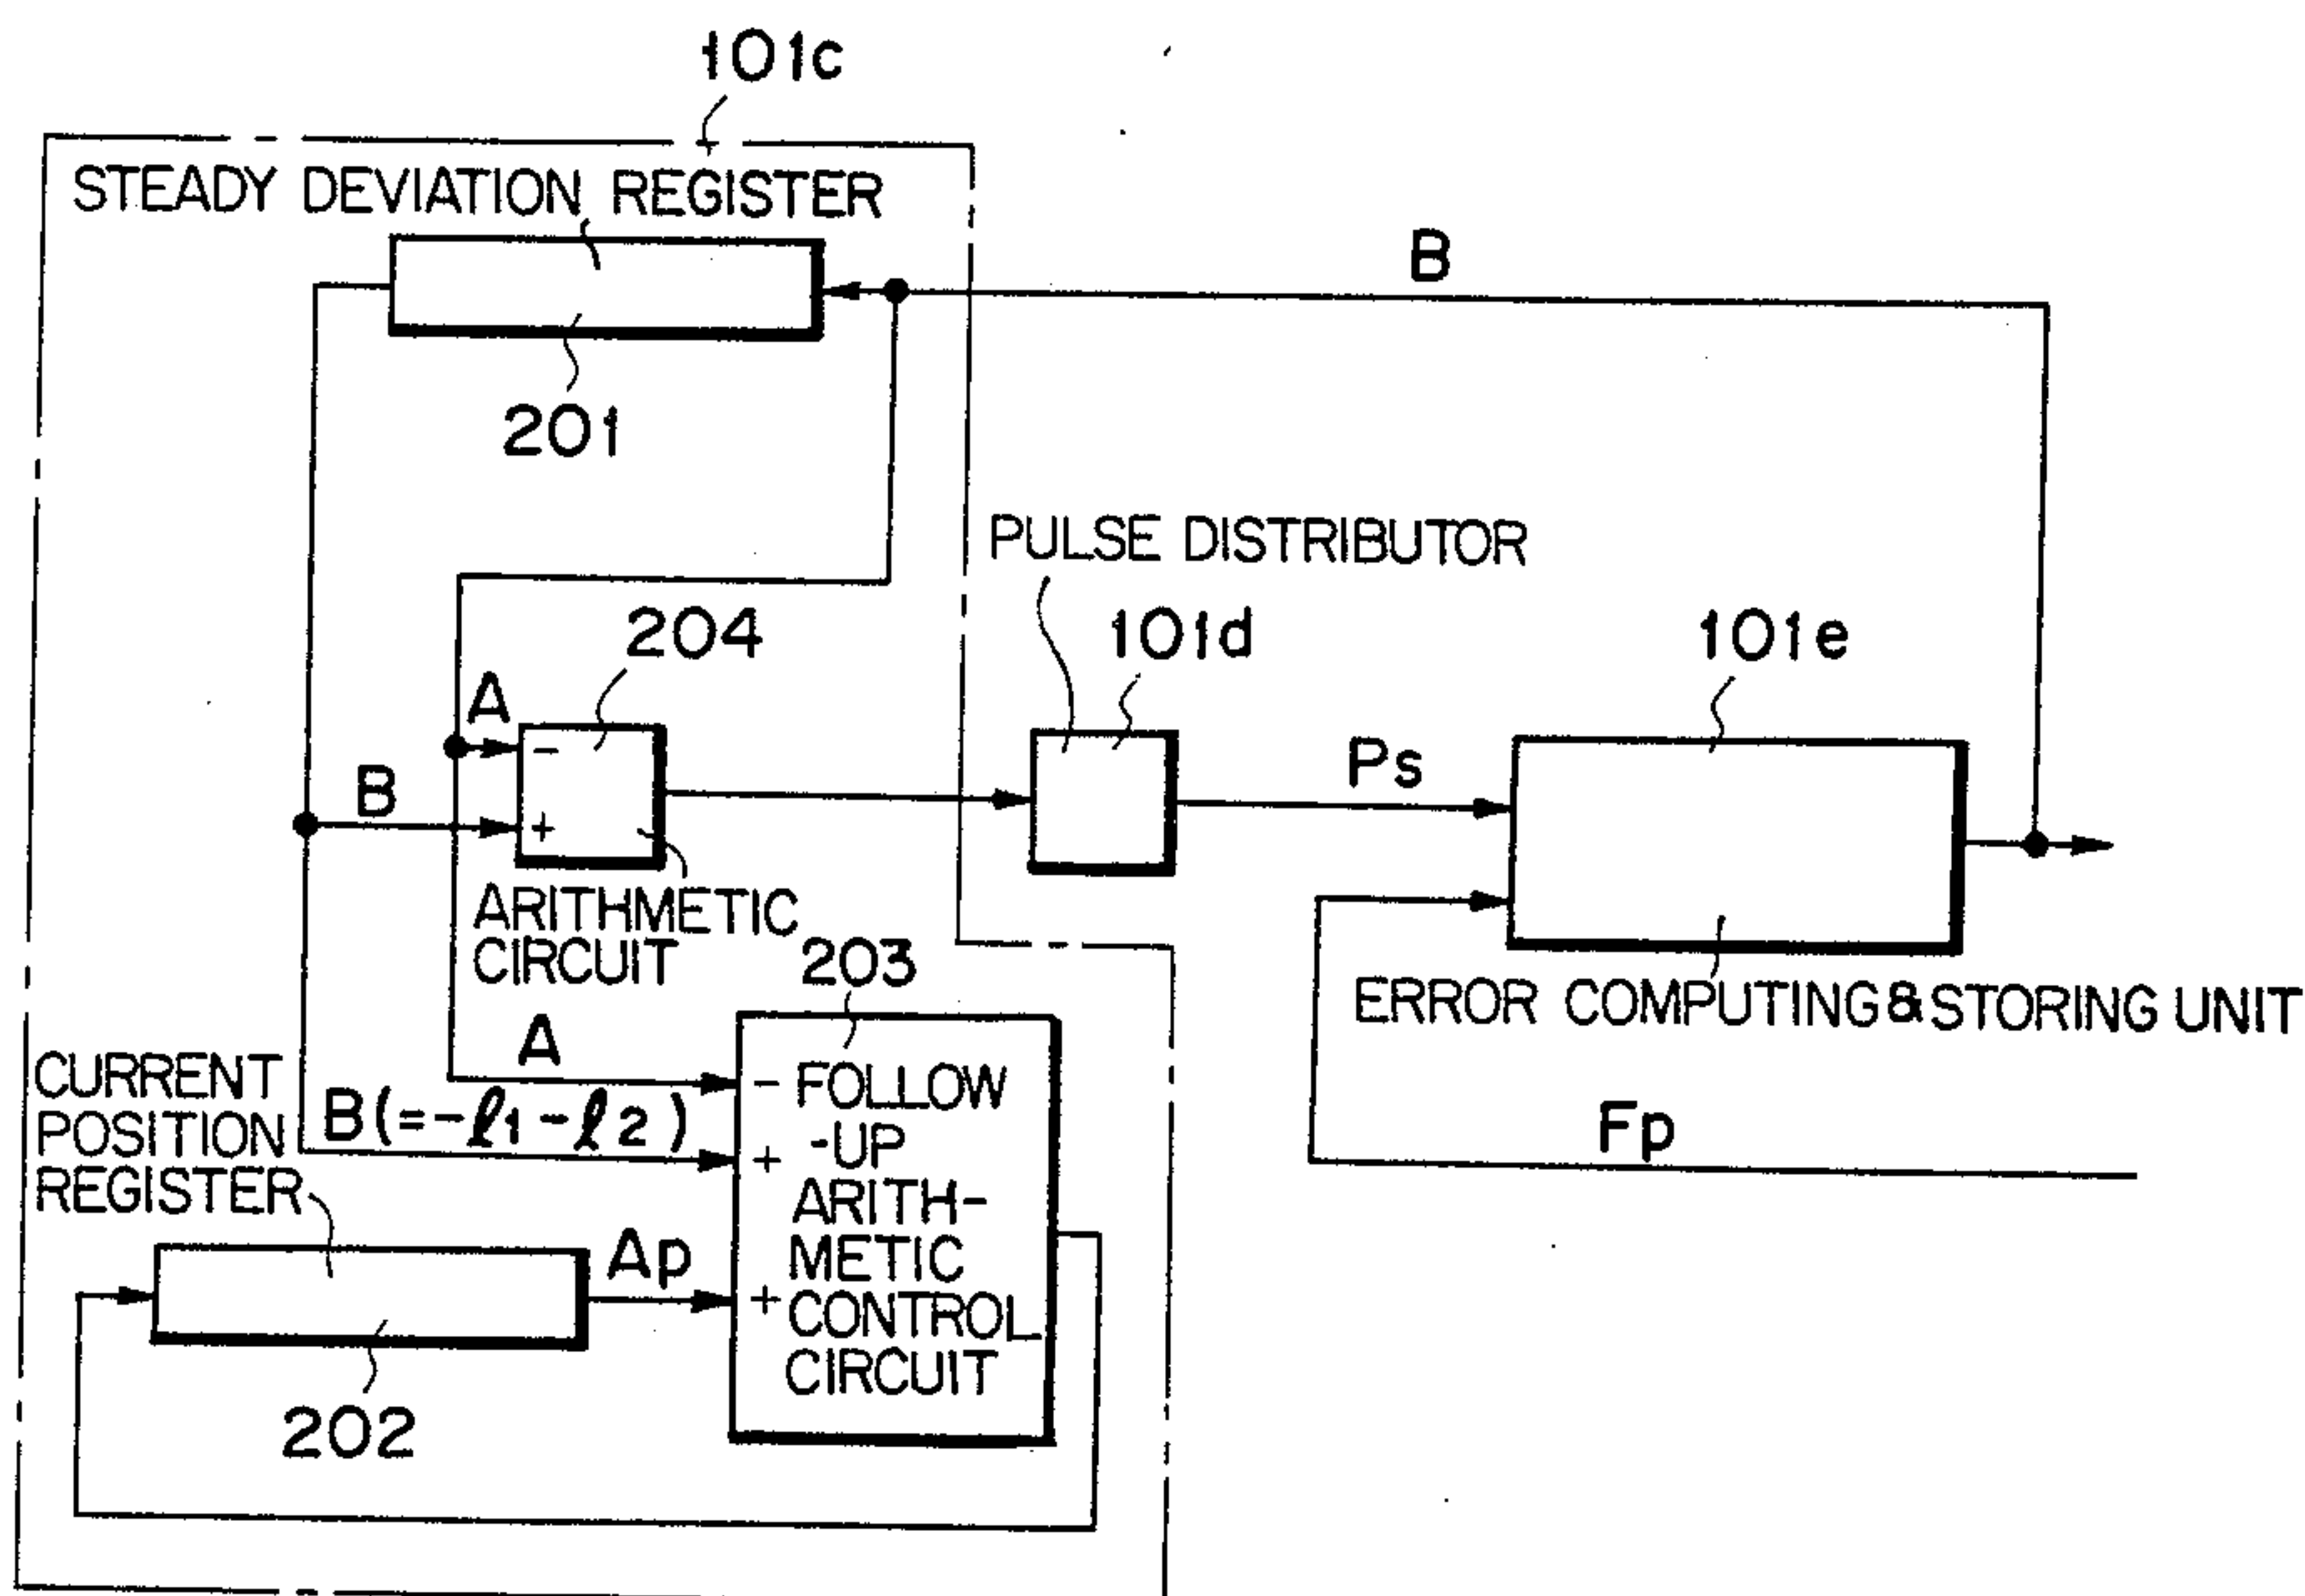 101c
STEADY DEVIATION REGISTER
B
201
PULSE DISTRIBUTOR
204
101d
101e
A
−
Ps
B
+
ARITHMETIC
CIRCUIT
203
ERROR COMPUTING & STORING UNIT
A
CURRENT
POSITION
REGISTER
B(=-ℓ1-ℓ2)
− FOLLOW
-UP
+
ARITH-
METIC
+ CONTROL
CIRCUIT
Fp
Ap
202